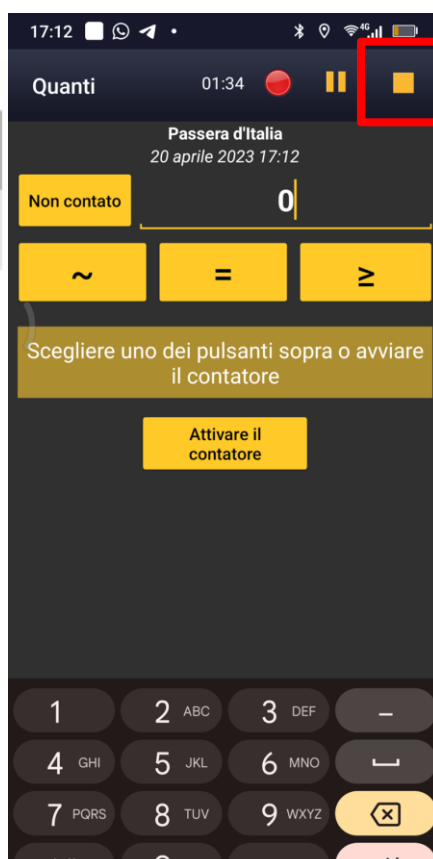 17:12
4G
Quanti 01:34
Passera d'Italia
20 aprile 2023 17:12
Non contato 0
~ = ≥
Scegliere uno dei pulsanti sopra o avviare
il contatore
Attivare il
contatore
1 2 ABC 3 DEF –
4 GHI 5 JKL 6 MNO
7 PQRS 8 TUV 9 WXYZ